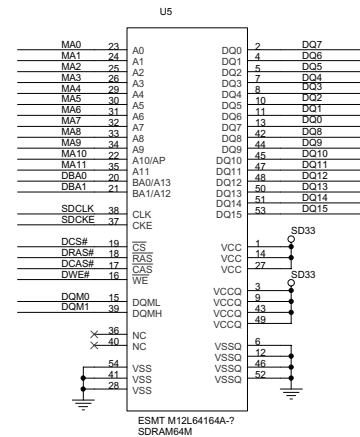 U5
MA0 23 A0 DQ0 2 DQ7
MA1 24 A1 DQ1 4 DQ6
MA2 25 A2 DQ2 5 DQ5
MA3 26 A3 DQ3 7 DQ4
MA4 29 A4 DQ4 8 DQ3
MA5 30 A5 DQ5 10 DQ2
MA6 31 A6 DQ6 11 DQ1
MA7 32 A7 DQ7 13 DQ0
MA8 33 A8 DQ8 42 DQ8
MA9 34 A9 DQ9 44 DQ9
MA10 22 A10/AP DQ10 45 DQ10
MA11 35 A11 DQ11 47 DQ11
DBA0 20 BA0/A13 DQ12 48 DQ12
DBA1 21 BA1/A12 DQ13 50 DQ13
DQ14 51 DQ14
SDCLK 38 CLK DQ15 53 DQ15
SDCKE 37 CKE
SD33
DCS# 19 CS VCC 1
DRAS# 18 RAS VCC 14
DCAS# 17 CAS VCC 27
DWE# 16 WE
SD33
VCCQ 3
DQM0 15 DQML VCCQ 9
DQM1 39 DQMH VCCQ 43
VCCQ 49
36 NC
40 NC VSSQ 6
VSSQ 12
54 VSS VSSQ 46
41 VSS VSSQ 52
28 VSS
ESMT M12L64164A-?
SDRAM64M